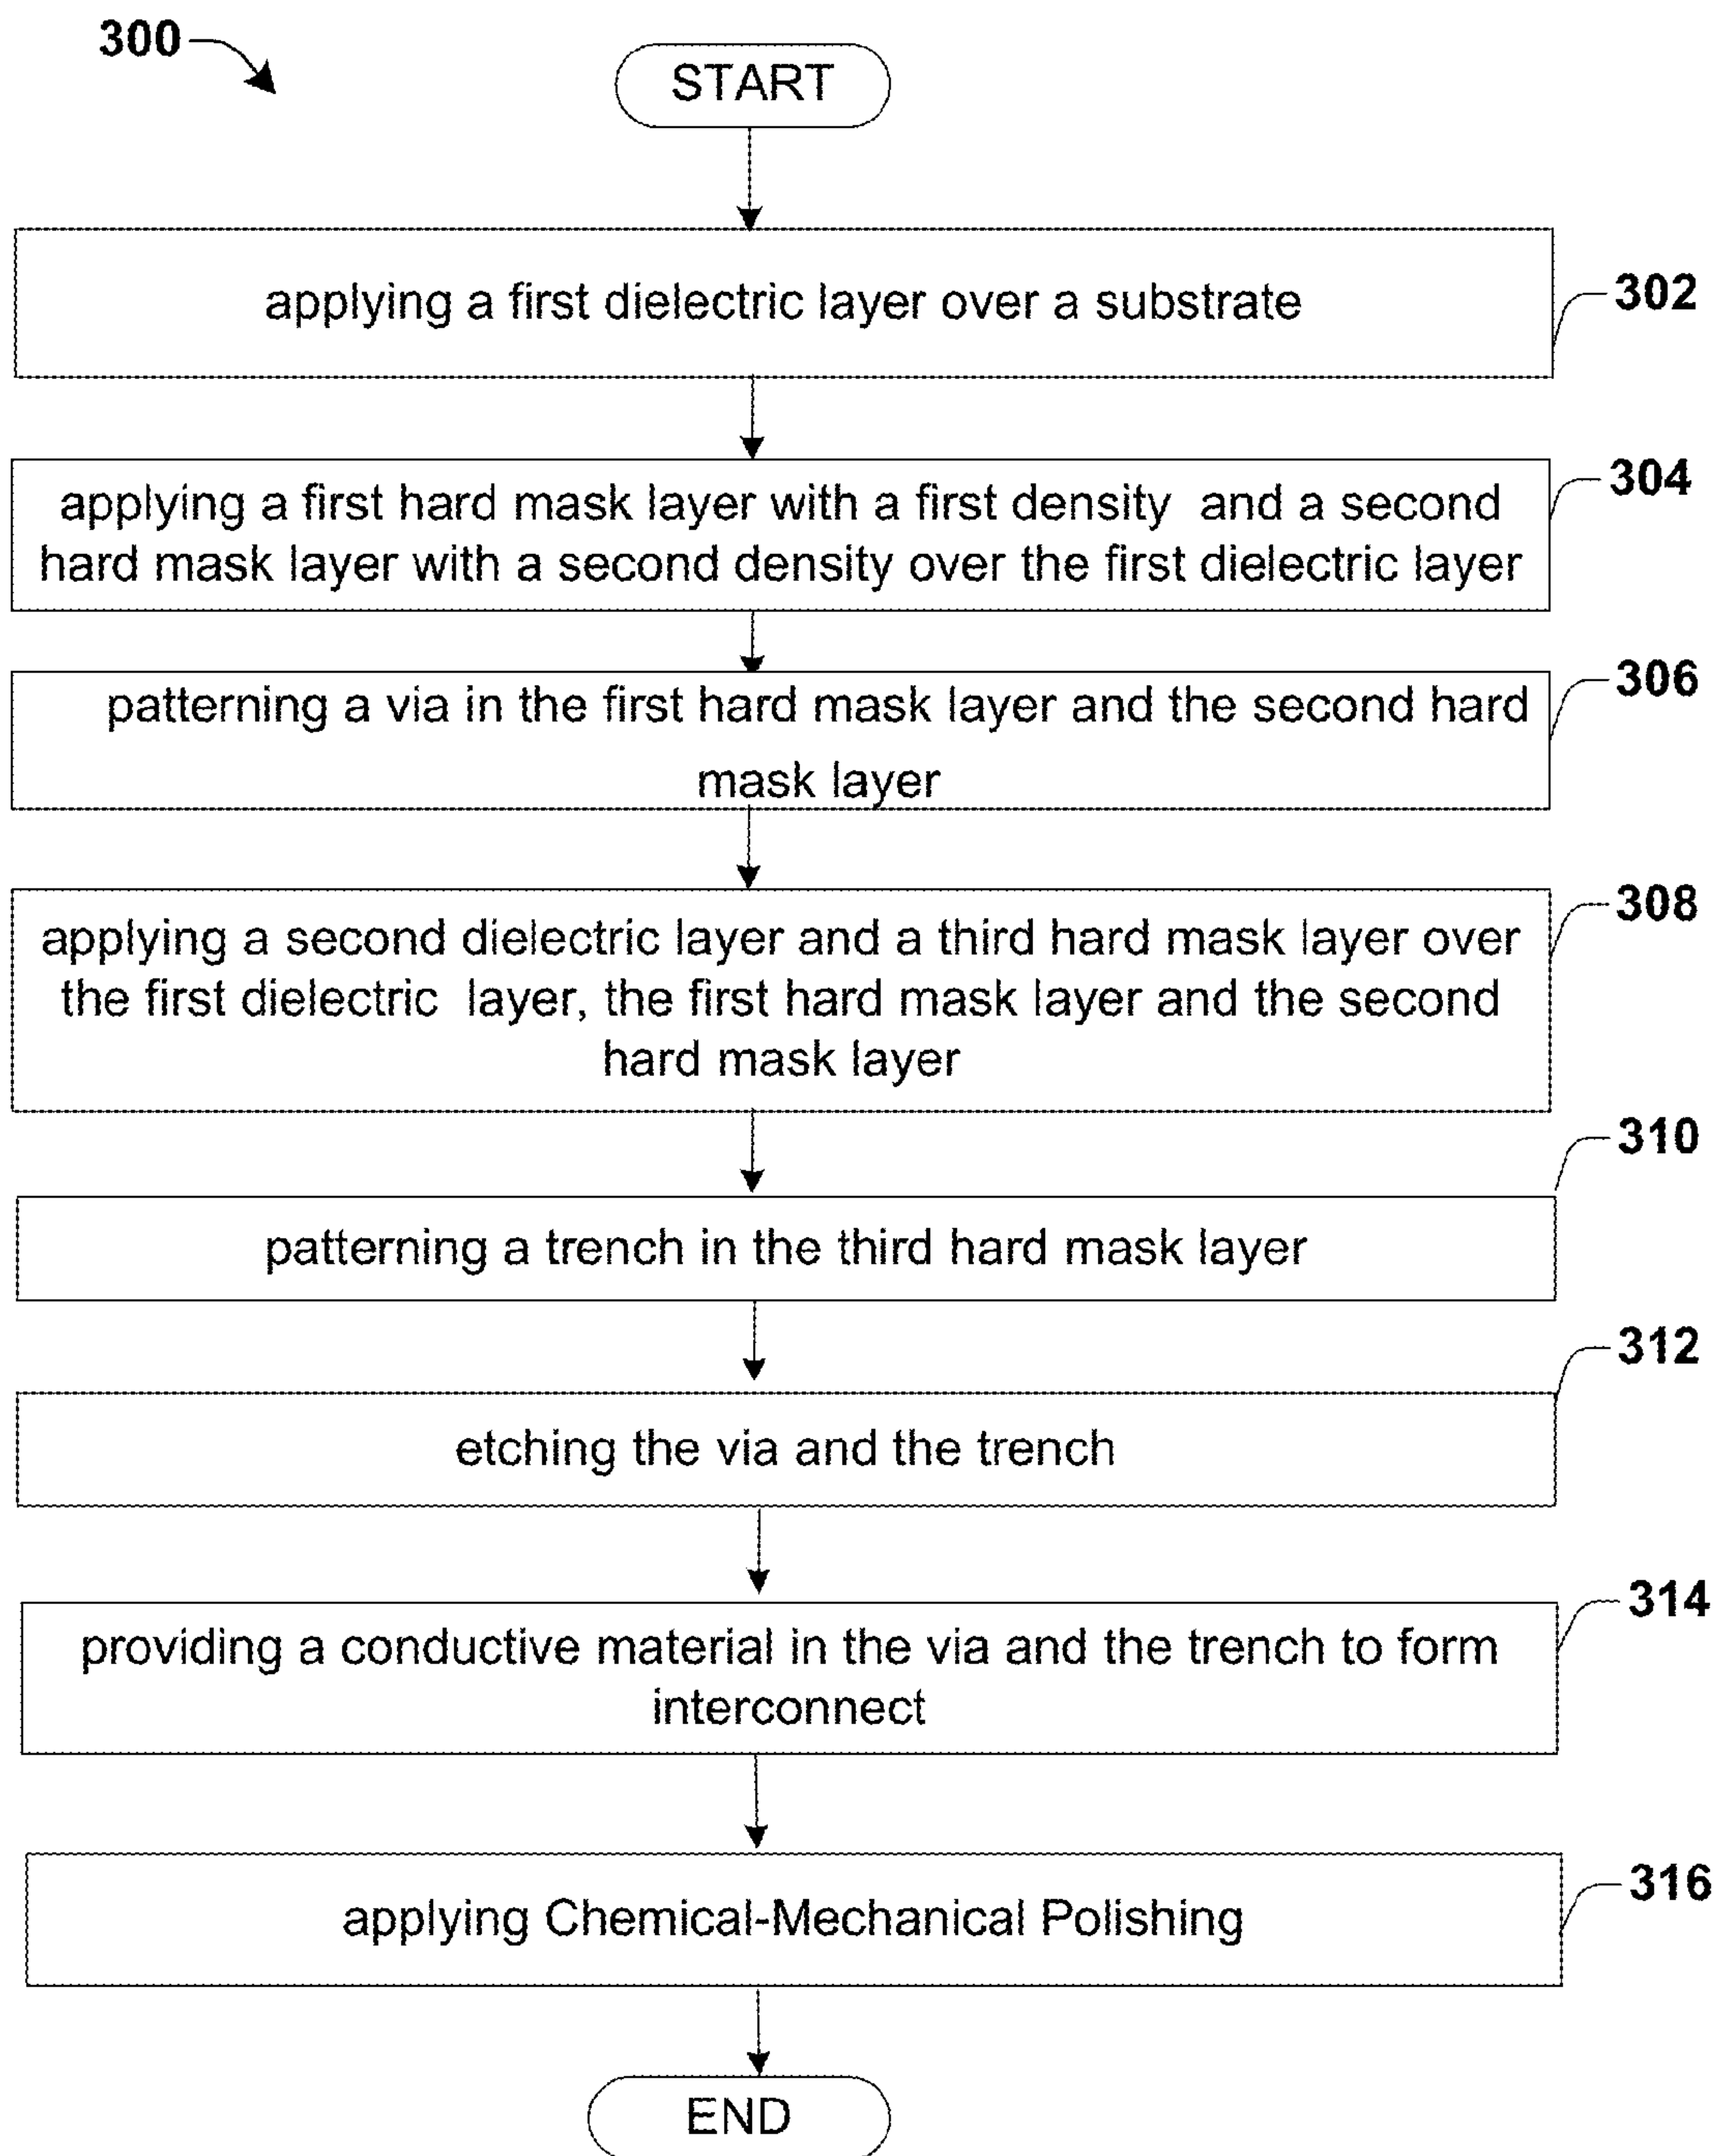 300
START
applying a first dielectric layer over a substrate
302
applying a first hard mask layer with a first density and a second
hard mask layer with a second density over the first dielectric layer
304
patterning a via in the first hard mask layer and the second hard
mask layer
306
applying a second dielectric layer and a third hard mask layer over
the first dielectric layer, the first hard mask layer and the second
hard mask layer
308
patterning a trench in the third hard mask layer
310
etching the via and the trench
312
providing a conductive material in the via and the trench to form
interconnect
314
applying Chemical-Mechanical Polishing
316
END